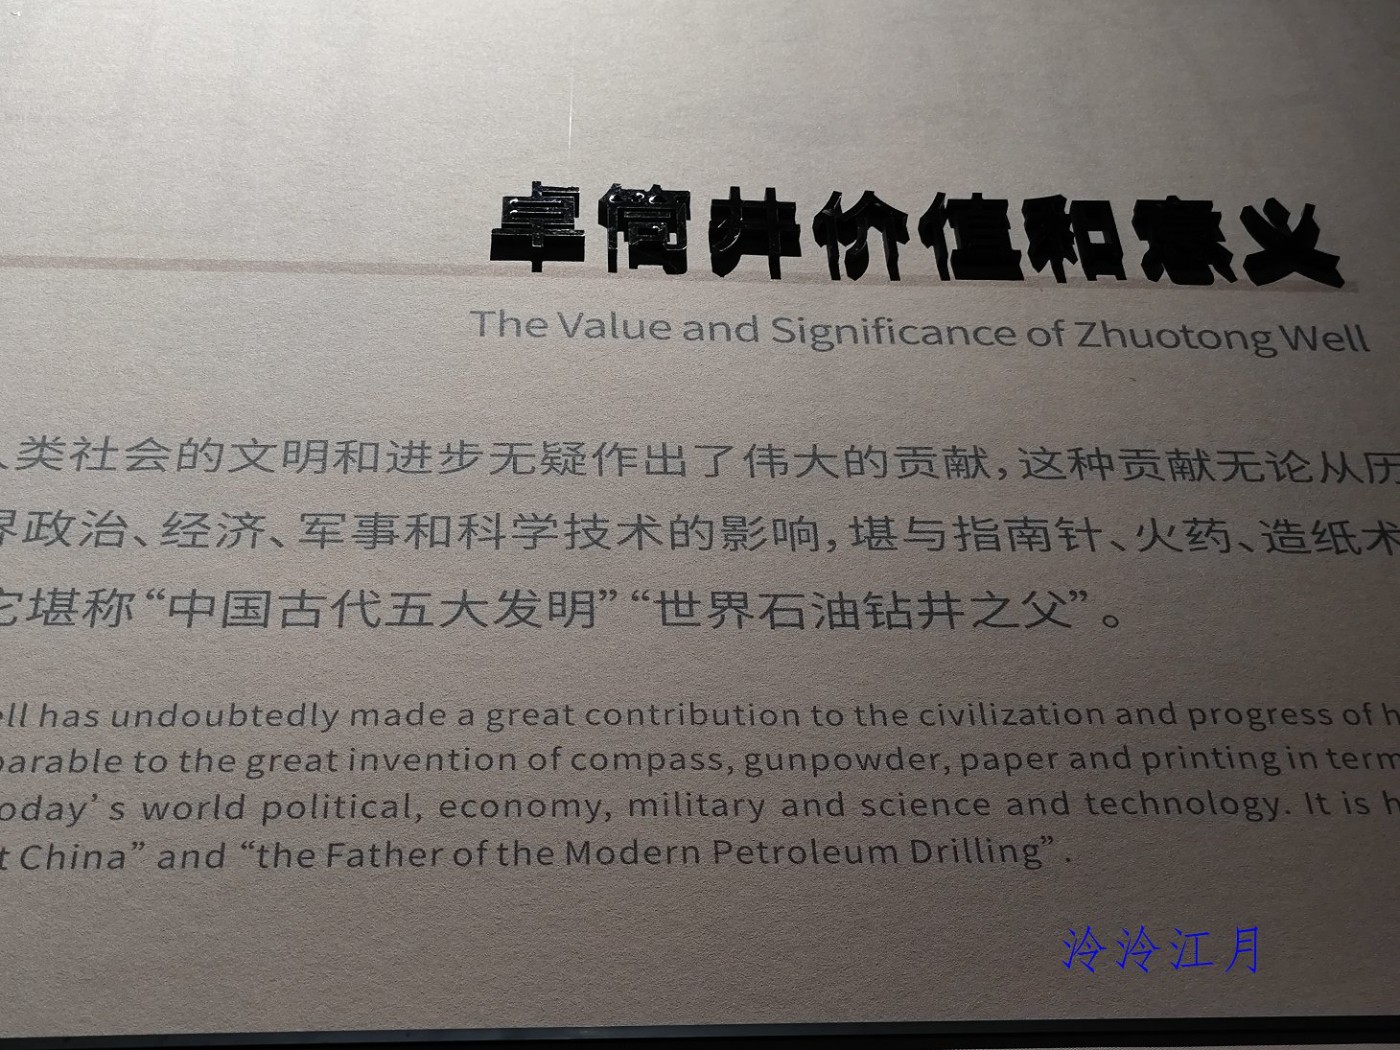 卓筒井价值和意义
The Value and Significance of Zhuotong Well
类社会的文明和进步无疑作出了伟大的贡献，这种贡献无论从历
界政治、经济、军事和科学技术的影响，堪与指南针、火药、造纸术
它堪称“中国古代五大发明”“世界石油钻井之父”。
ell has undoubtedly made a great contribution to the civilization and progress of h
parable to the great invention of compass, gunpowder, paper and printing in term
oday’s world political, economy, military and science and technology. It is h
t China” and “the Father of the Modern Petroleum Drilling”.
泠泠江月